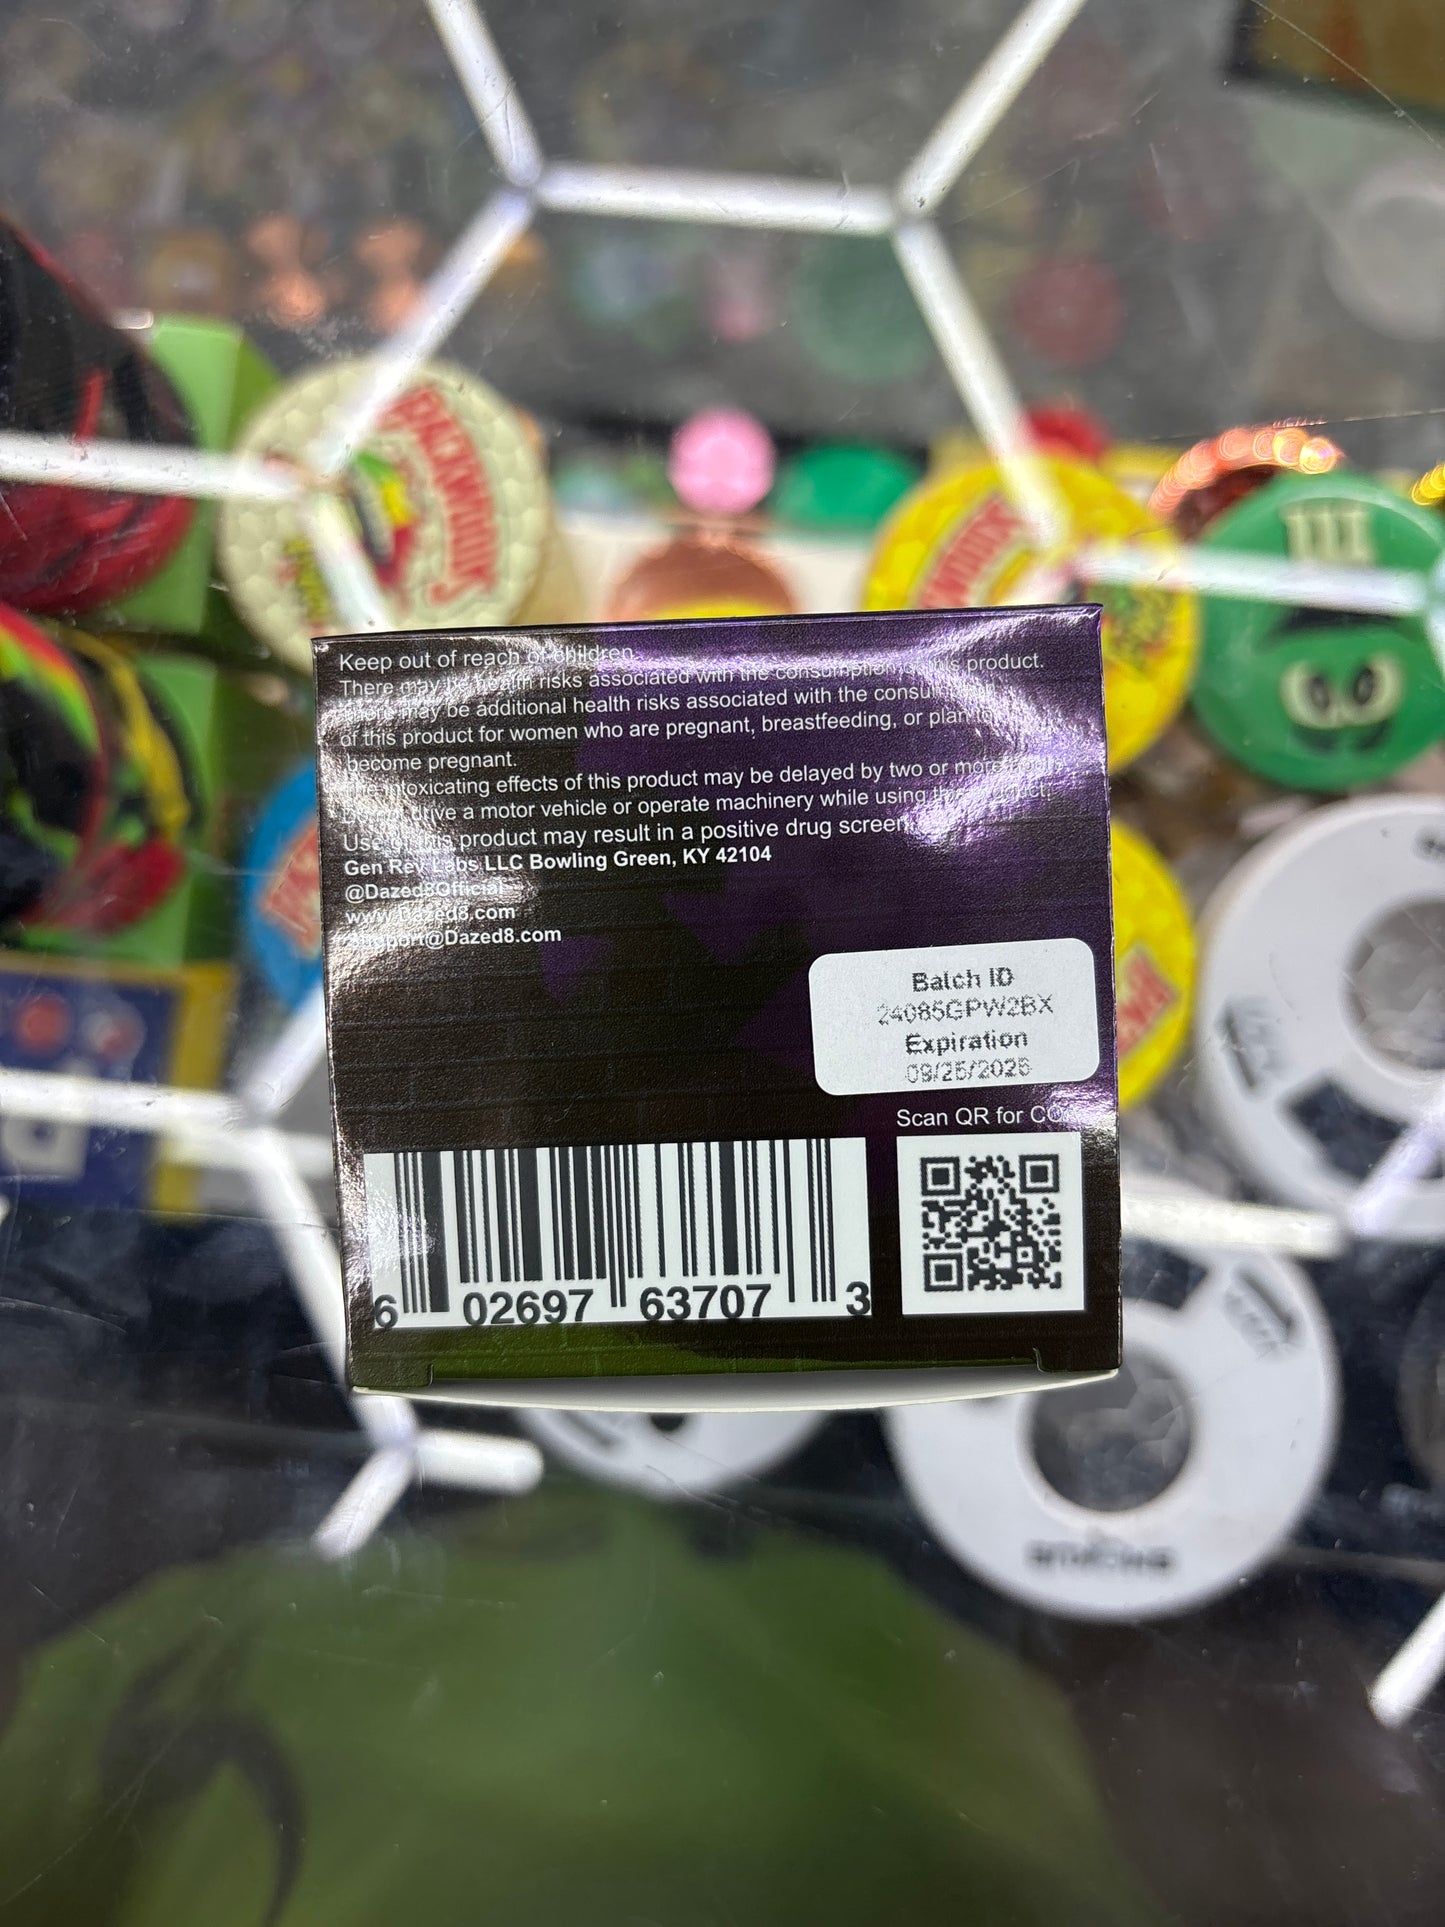 BACKWOODS
Keep out of reach of children.
There may be health risks associated with the consumption of this product.
There may be additional health risks associated with the consumption
of this product for women who are pregnant, breastfeeding, or plan to
become pregnant.
The intoxicating effects of this product may be delayed by two or more
Do not drive a motor vehicle or operate machinery while using this product.
Use of this product may result in a positive drug screen
Gen Rev Labs LLC Bowling Green, KY 42104
@Dazed8Official
www.Dazed8.com
support@Dazed8.com
Batch ID
24085GPW2BX
Expiration
Scan QR for
6 02697 63707 3